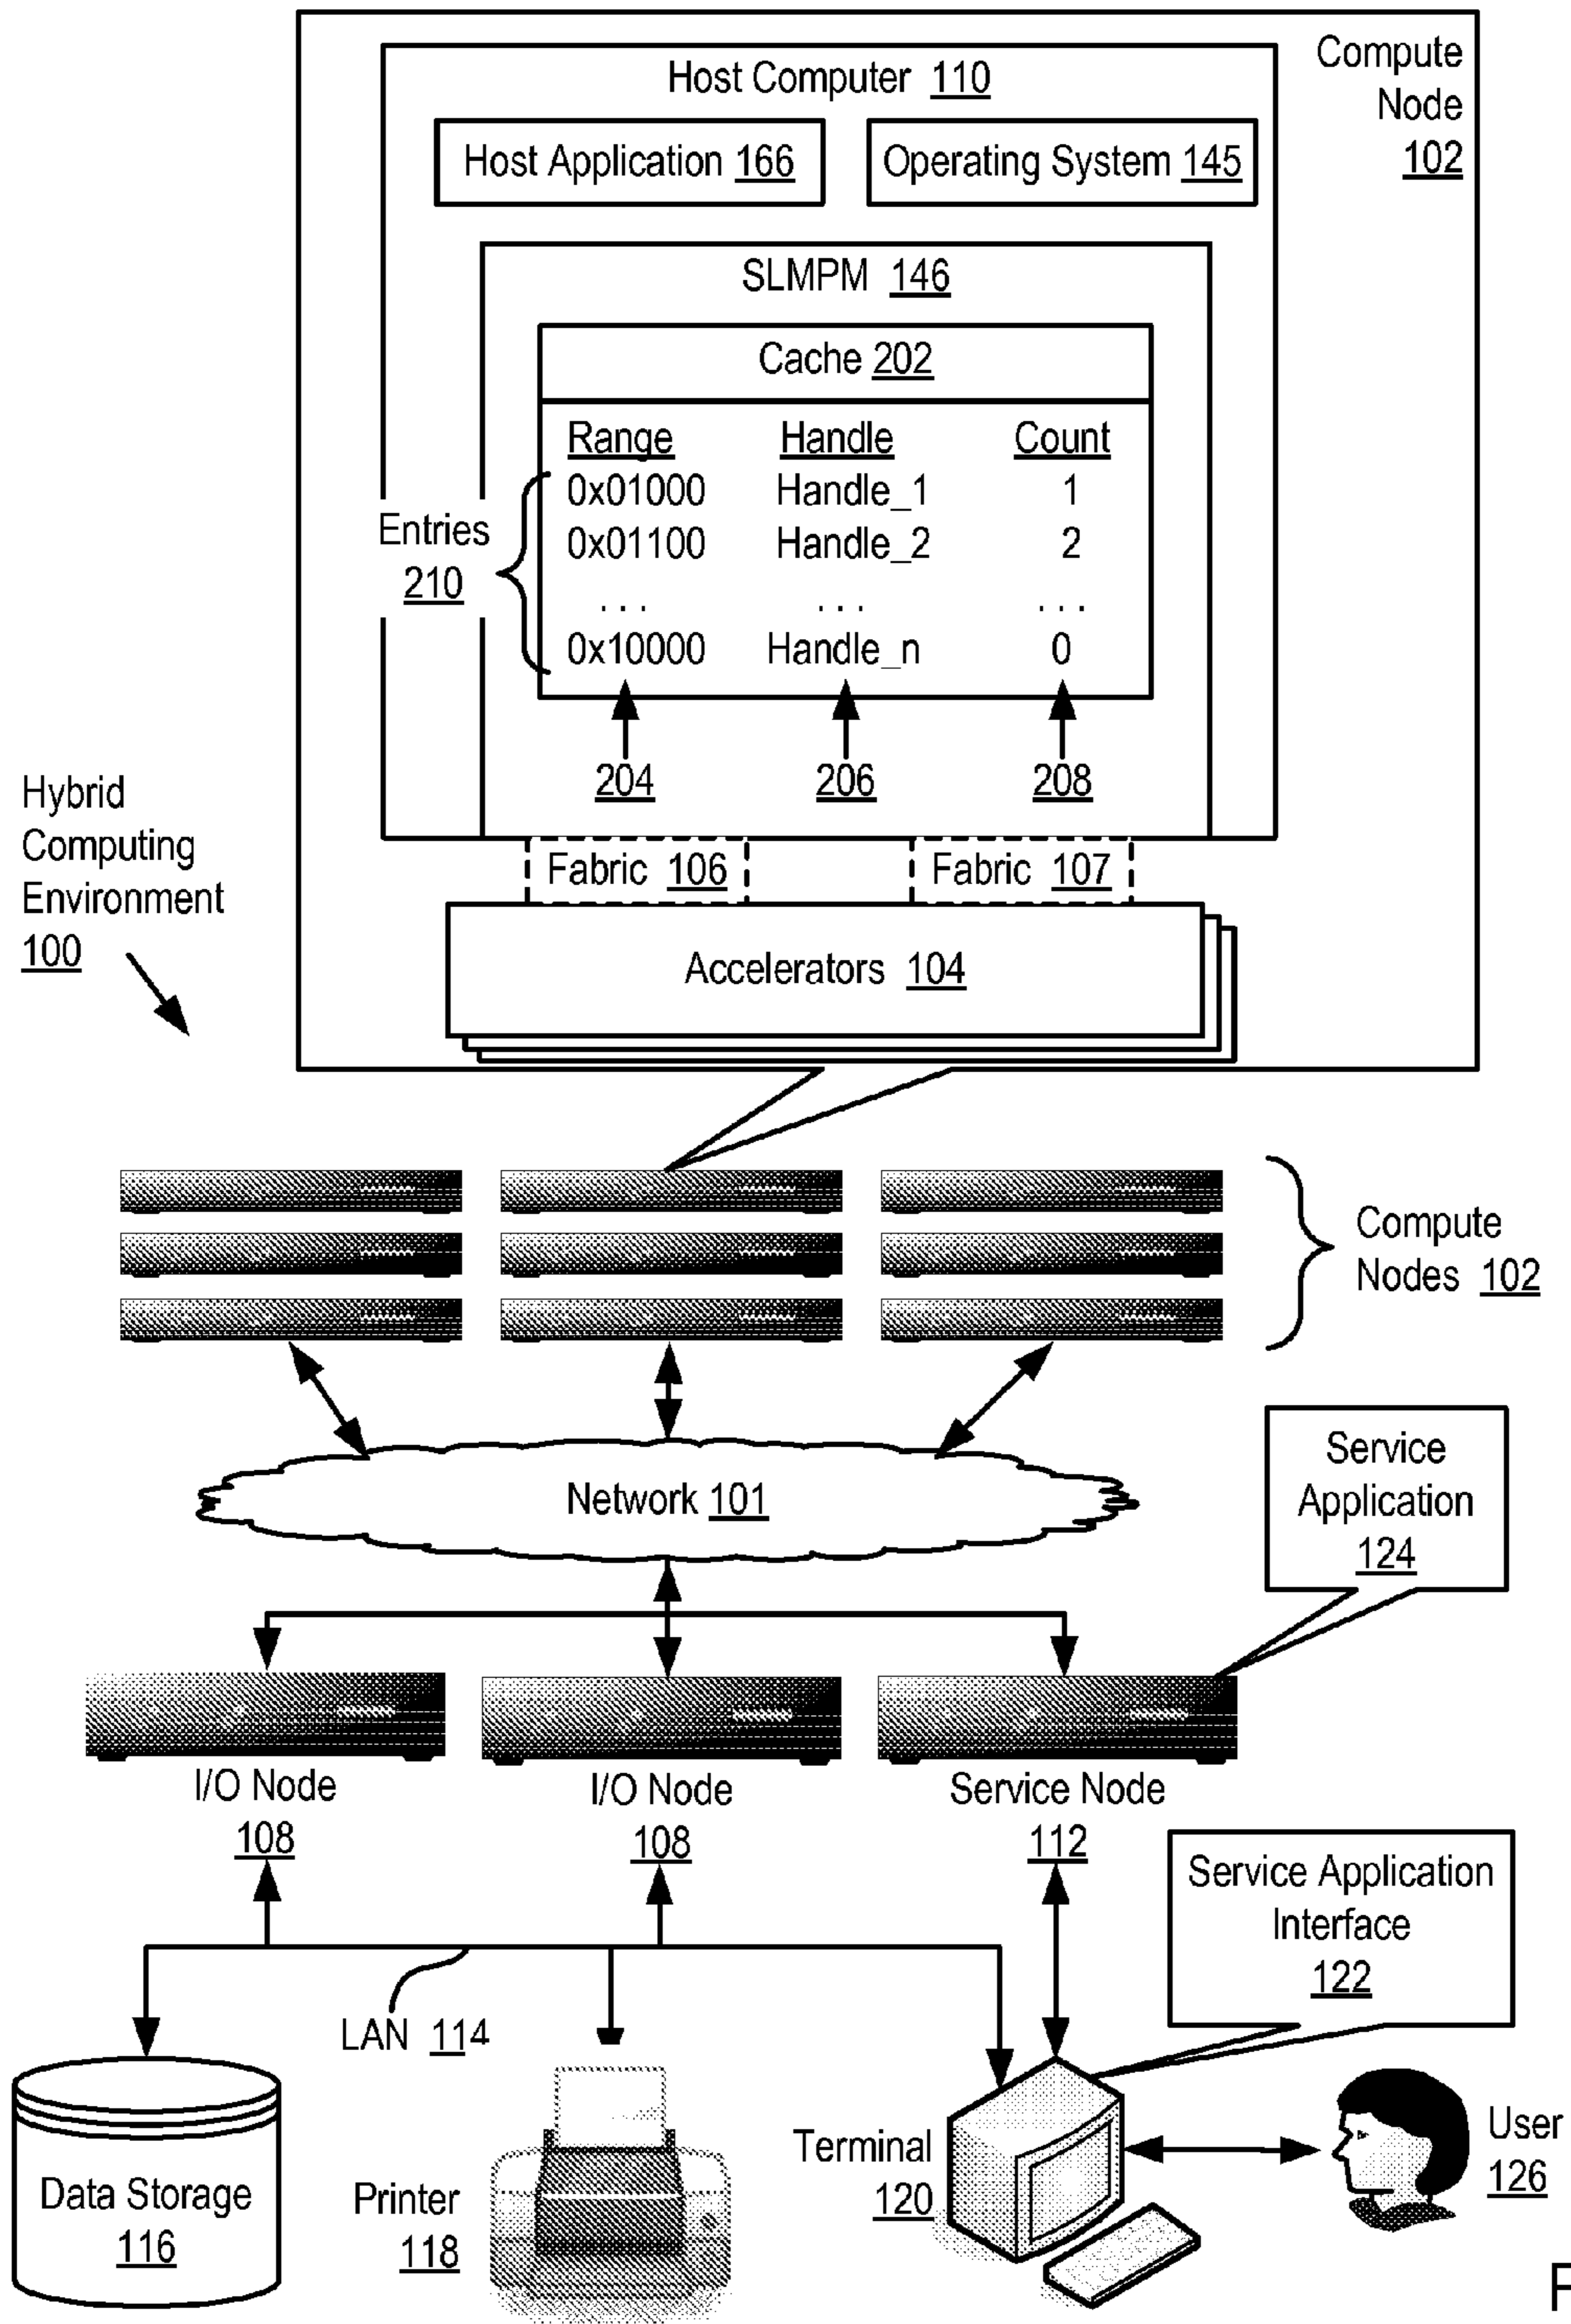 Compute
Node
102
Host Computer 110
Host Application 166
Operating System 145
SLMPM 146
Cache 202
Range Handle Count
0x01000 Handle_1 1
0x01100 Handle_2 2
... ... ...
0x10000 Handle_n 0
Entries
210
204 206 208
Fabric 106
Fabric 107
Accelerators 104
Hybrid
Computing
Environment
100
Compute
Nodes 102
Network 101
Service
Application
124
I/O Node
108
I/O Node
108
Service Node
112
Service Application
Interface
122
LAN 114
Data Storage
116
Printer
118
Terminal
120
User
126
F